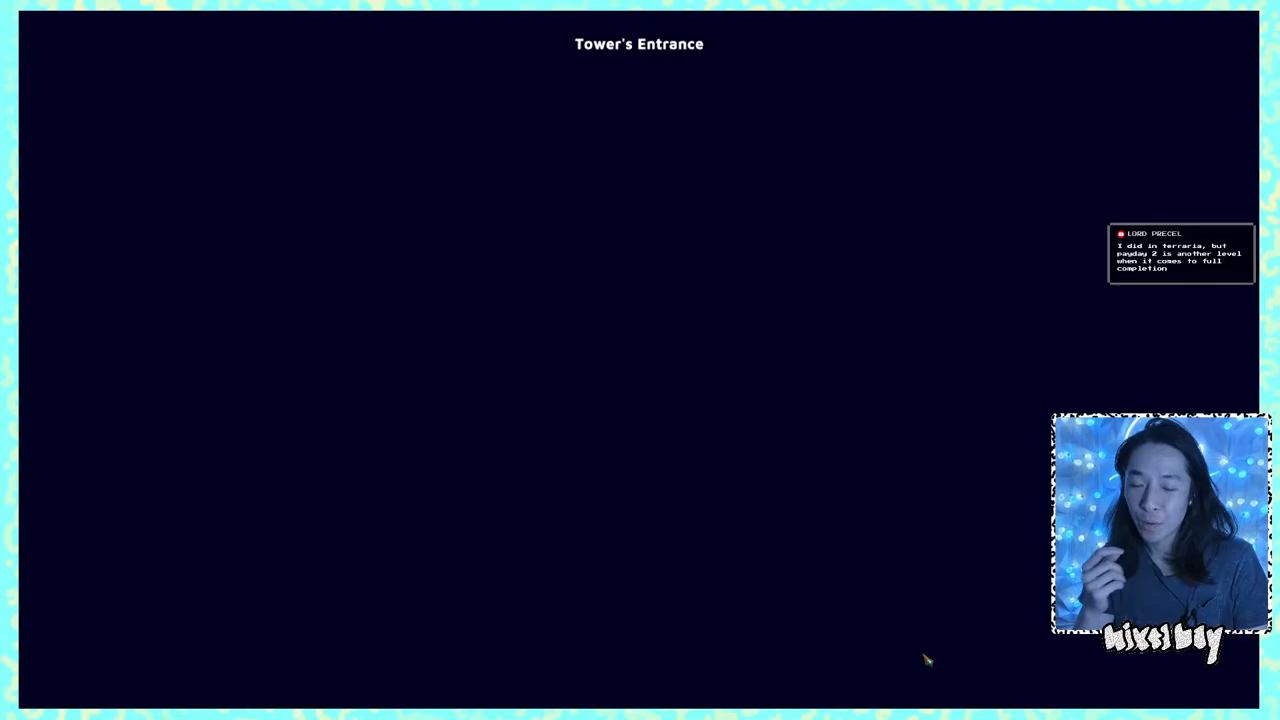 Tower's Entrance
LORD PRECEL
I did in terraria, but
payday 2 is another level
when it comes to full
completion